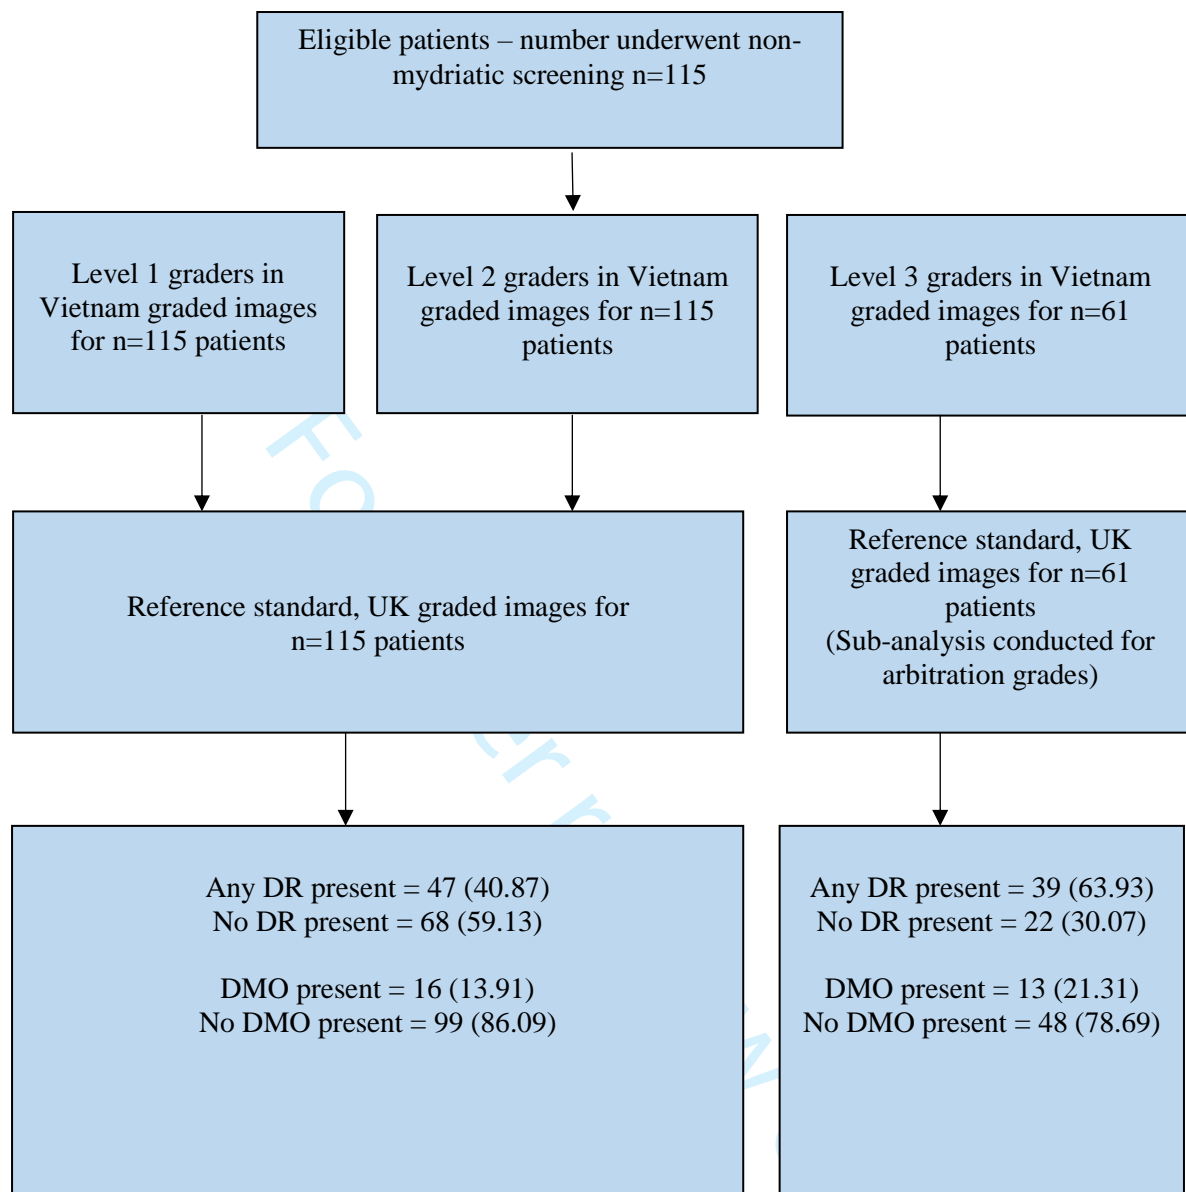 Eligible patients – number underwent non-
mydriatic screening n=115
Level 1 graders in
Vietnam graded images
for n=115 patients
Level 2 graders in Vietnam
graded images for n=115
patients
Level 3 graders in Vietnam
graded images for n=61
patients
Reference standard, UK graded images for
n=115 patients
Reference standard, UK
graded images for n=61
patients
(Sub-analysis conducted for
arbitration grades)
Any DR present = 47 (40.87)
No DR present = 68 (59.13)
DMO present = 16 (13.91)
No DMO present = 99 (86.09)
Any DR present = 39 (63.93)
No DR present = 22 (30.07)
DMO present = 13 (21.31)
No DMO present = 48 (78.69)